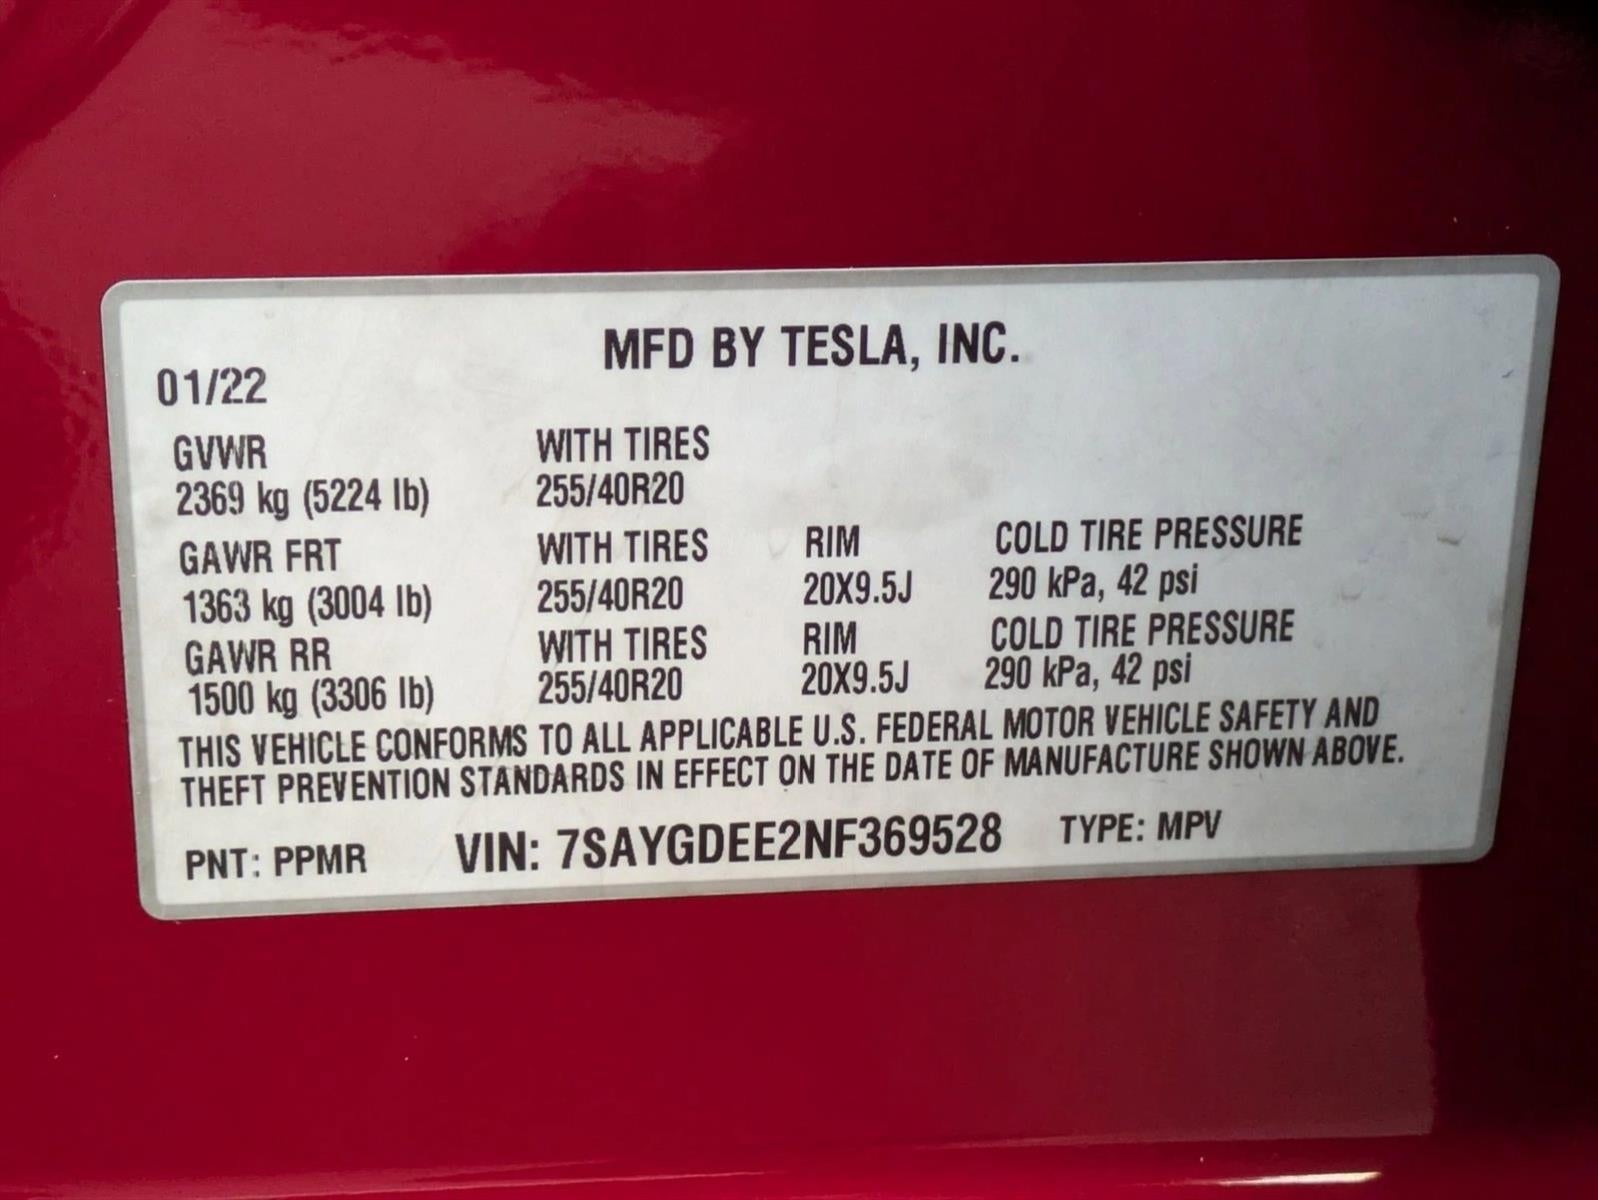 MFD BY TESLA, INC.
01/22
GVWR WITH TIRES
2369 kg (5224 lb) 255/40R20
GAWR FRT WITH TIRES RIM COLD TIRE PRESSURE
1363 kg (3004 lb) 255/40R20 20X9.5J 290 kPa, 42 psi
GAWR RR WITH TIRES RIM COLD TIRE PRESSURE
1500 kg (3306 lb) 255/40R20 20X9.5J 290 kPa, 42 psi
THIS VEHICLE CONFORMS TO ALL APPLICABLE U.S. FEDERAL MOTOR VEHICLE SAFETY AND
THEFT PREVENTION STANDARDS IN EFFECT ON THE DATE OF MANUFACTURE SHOWN ABOVE.
PNT: PPMR VIN: 7SAYGDEE2NF369528 TYPE: MPV